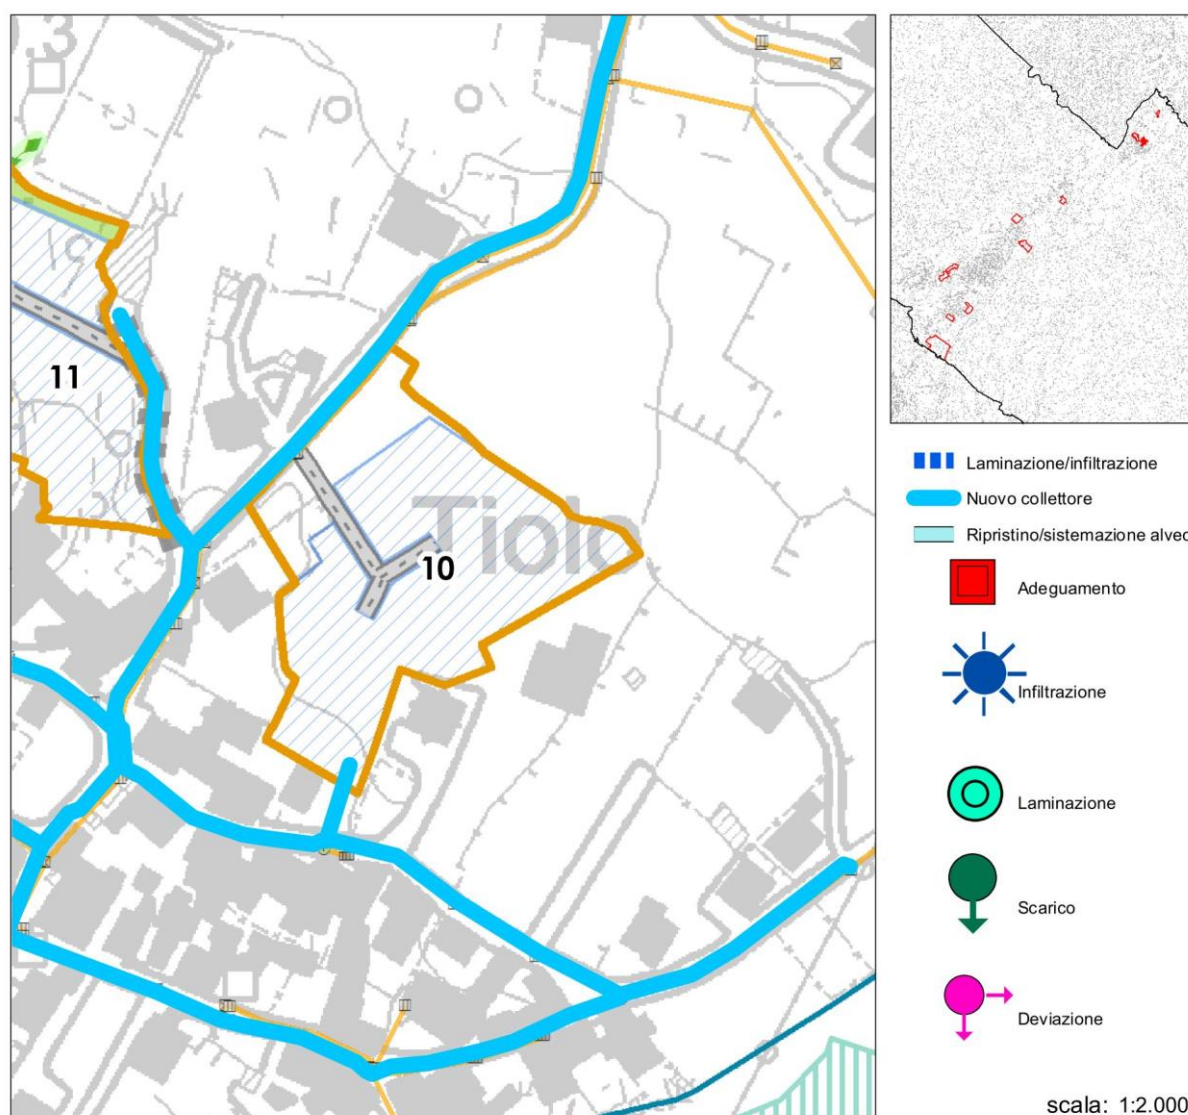 11
Tiolo
10
Laminazione/infiltrazione
Nuovo collettore
Ripristino/sistemazione alveo
Adeguamento
Infiltrazione
Laminazione
Scarico
Deviazione
scala: 1:2.000